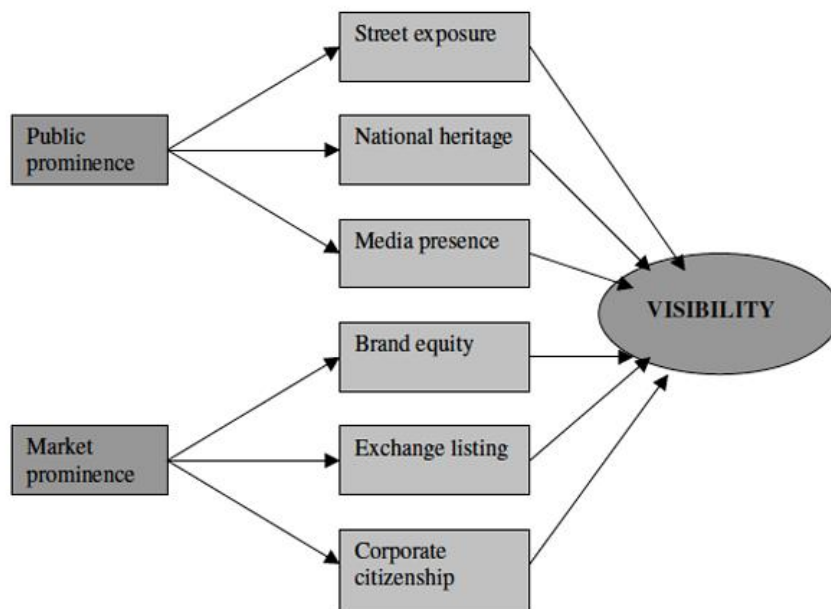 Street exposure
Public
prominence
National heritage
Media presence
VISIBILITY
Brand equity
Market
prominence
Exchange listing
Corporate
citizenship